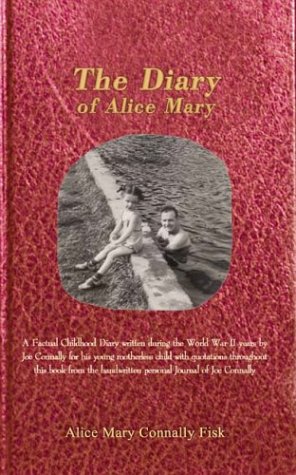 The Diary
of Alice Mary
A Factual Childhood Diary written during the World War II years by
Joe Connally for his young motherless child with quotations throughout
this book from the handwritten personal Journal of Joe Connally.
Alice Mary Connally Fisk